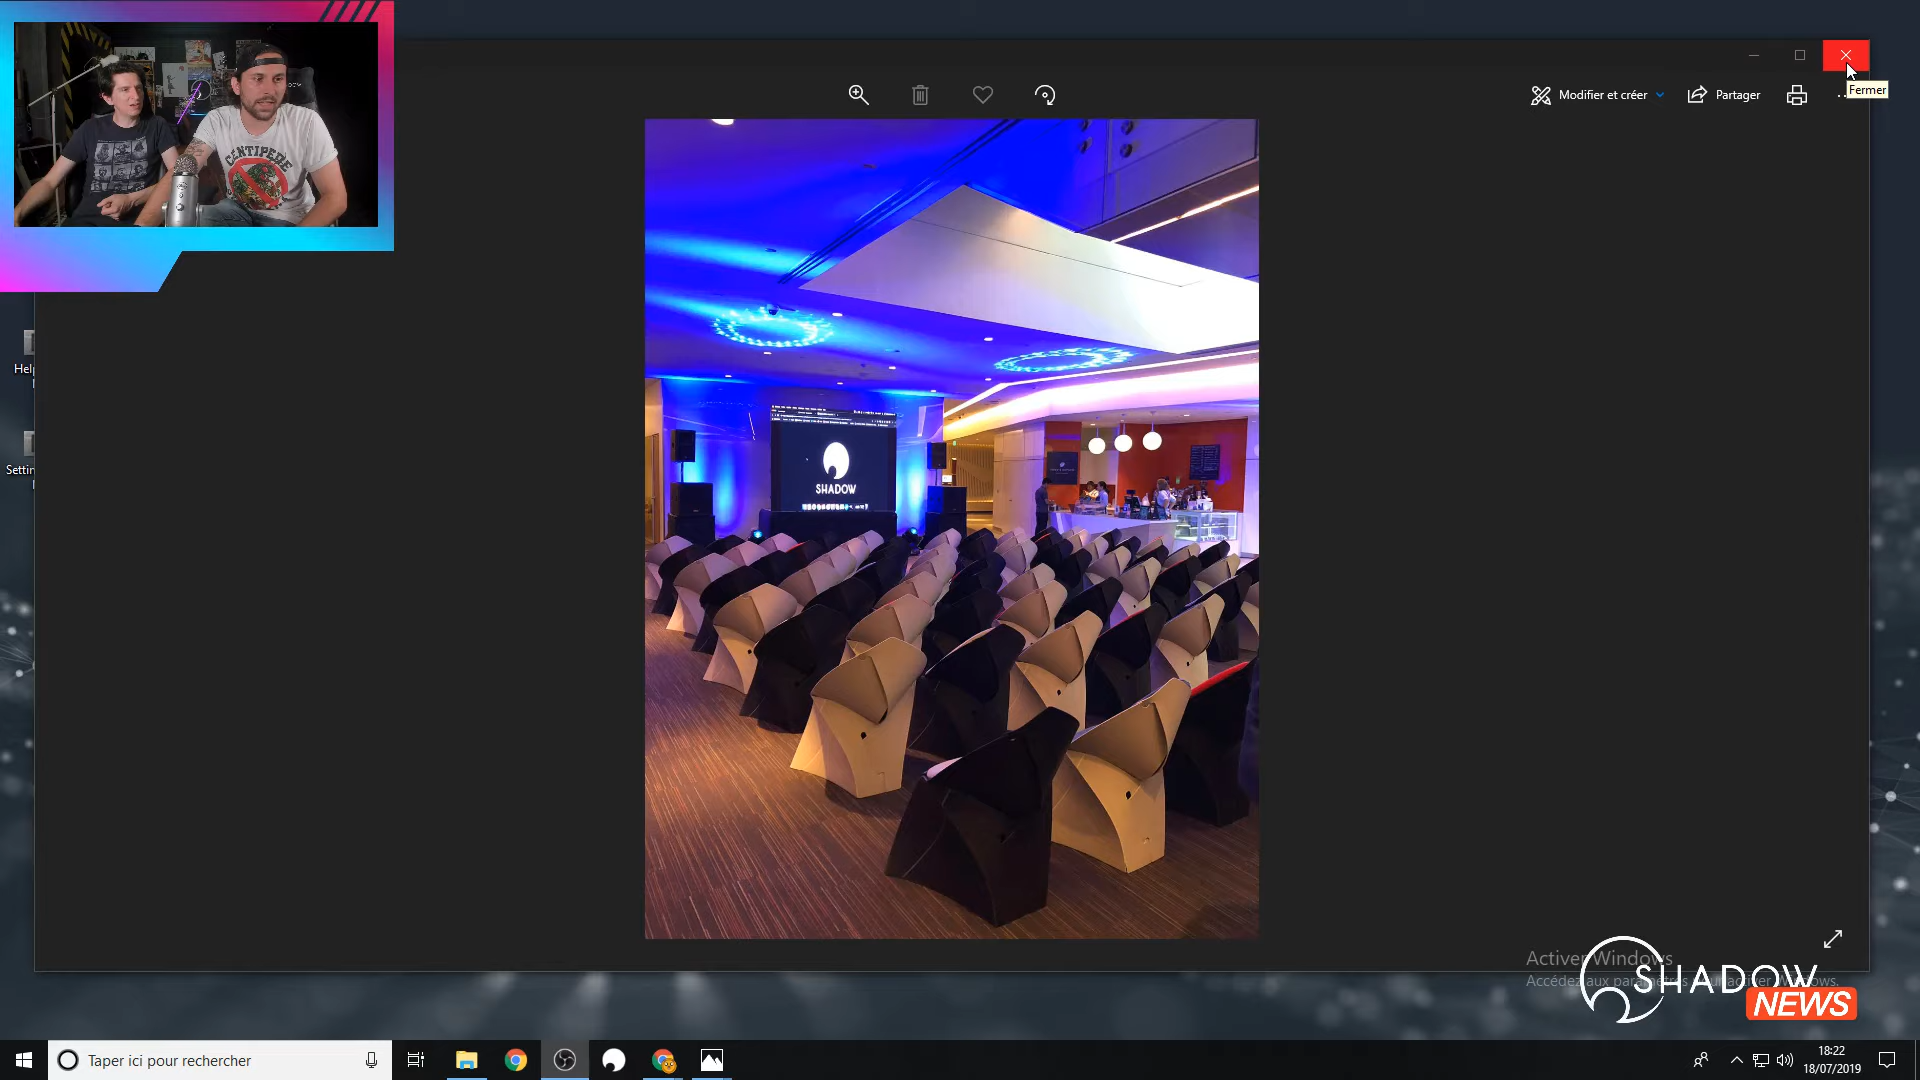 CENTIPEDE
Modifier et créer
Partager
Fermer
SHADOW
Activer Windows
SHADOW
NEWS
Taper ici pour rechercher
18:22
18/07/2019